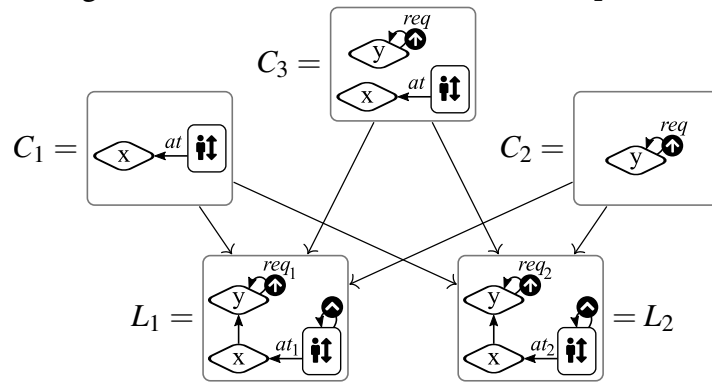 req
y
C3 =
at
x
C1 =
at
x
C2 =
req
y
req1
y
L1 =
at1
x
req2
y
= L2
at2
x